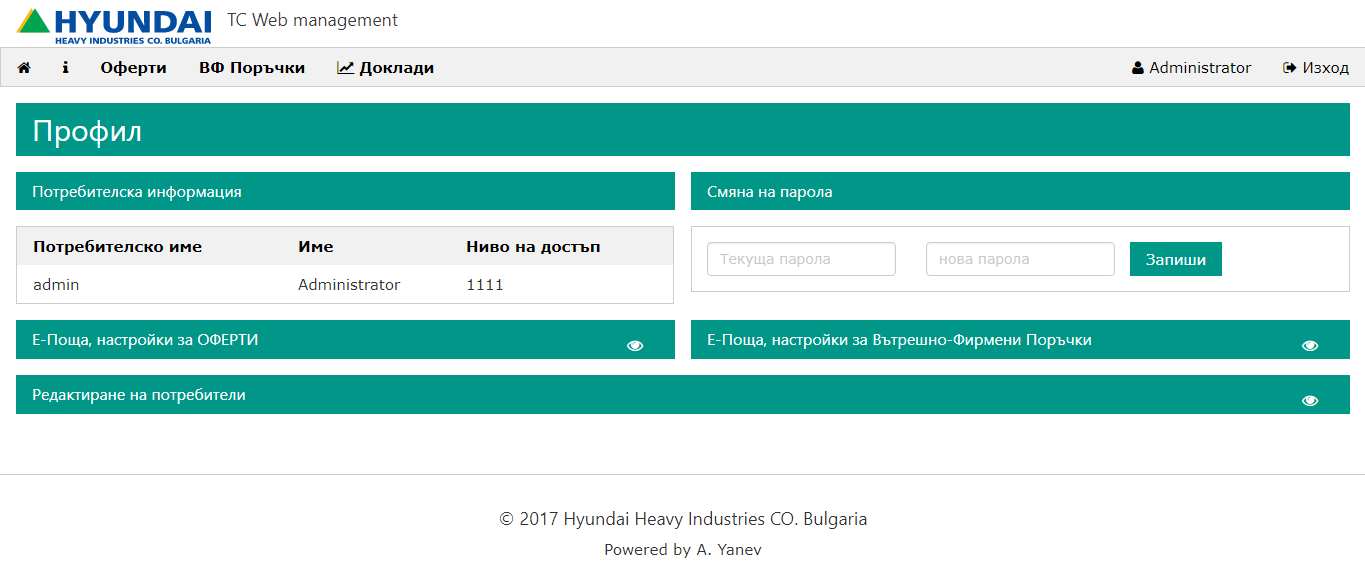 HYUNDAI
HEAVY INDUSTRIES CO. BULGARIA
TC Web management
Оферти ВФ Поръчки Доклади Administrator Изход
Профил
Потребителска информация
Смяна на парола
Потребителско име Име Ниво на достъп
admin Administrator 1111
Текуща парола нова парола Запиши
Е-Поща, настройки за ОФЕРТИ
Е-Поща, настройки за Вътрешно-Фирмени Поръчки
Редактиране на потребители
© 2017 Hyundai Heavy Industries CO. Bulgaria
Powered by A. Yanev